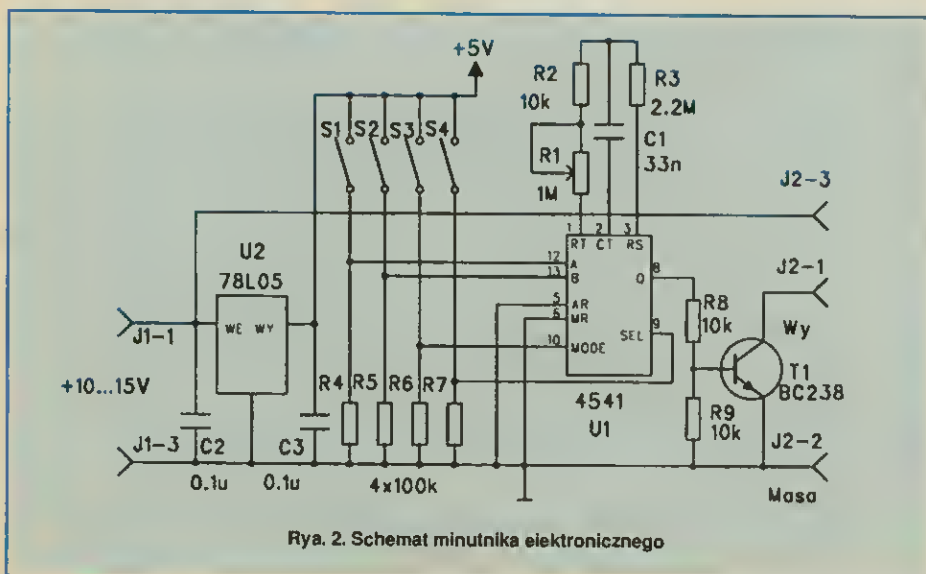 +5V
R2
10k
R3
2.2M
S1
S2
S3
S4
R1
1M
C1
33n
J2-3
1
2
3
RT
CT
RS
U2
78L05
12
A
13
B
Q
8
J2-1
WE
WY
5
AR
6
MR
SEL
9
R8
10k
Wy
J1-1
10
MODE
+10...15V
R4
R5
R6
R7
4541
U1
T1
BC238
R9
10k
J1-3
C2
C3
J2-2
0.1u
0.1u
4x100k
Masa
Rya. 2. Schemat minutnika elektronicznego